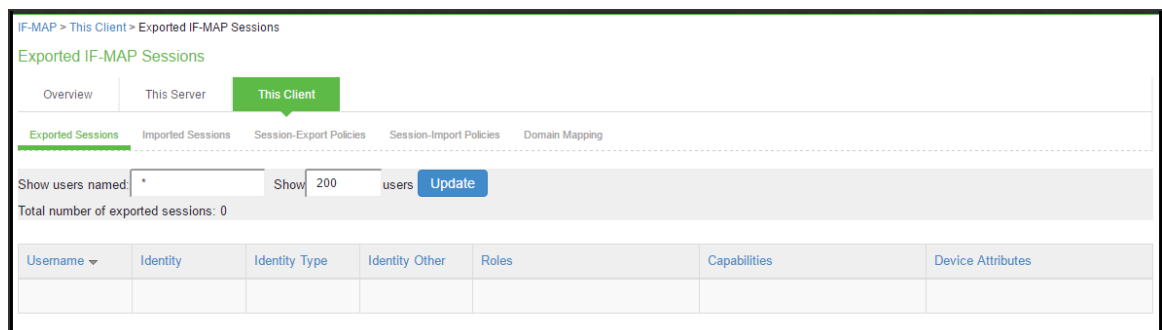 IF-MAP > This Client > Exported IF-MAP Sessions
Exported IF-MAP Sessions
Overview This Server This Client
Exported Sessions Imported Sessions Session-Export Policies Session-Import Policies Domain Mapping
Show users named: * Show 200 users Update
Total number of exported sessions: 0
Username Identity Identity Type Identity Other Roles Capabilities Device Attributes